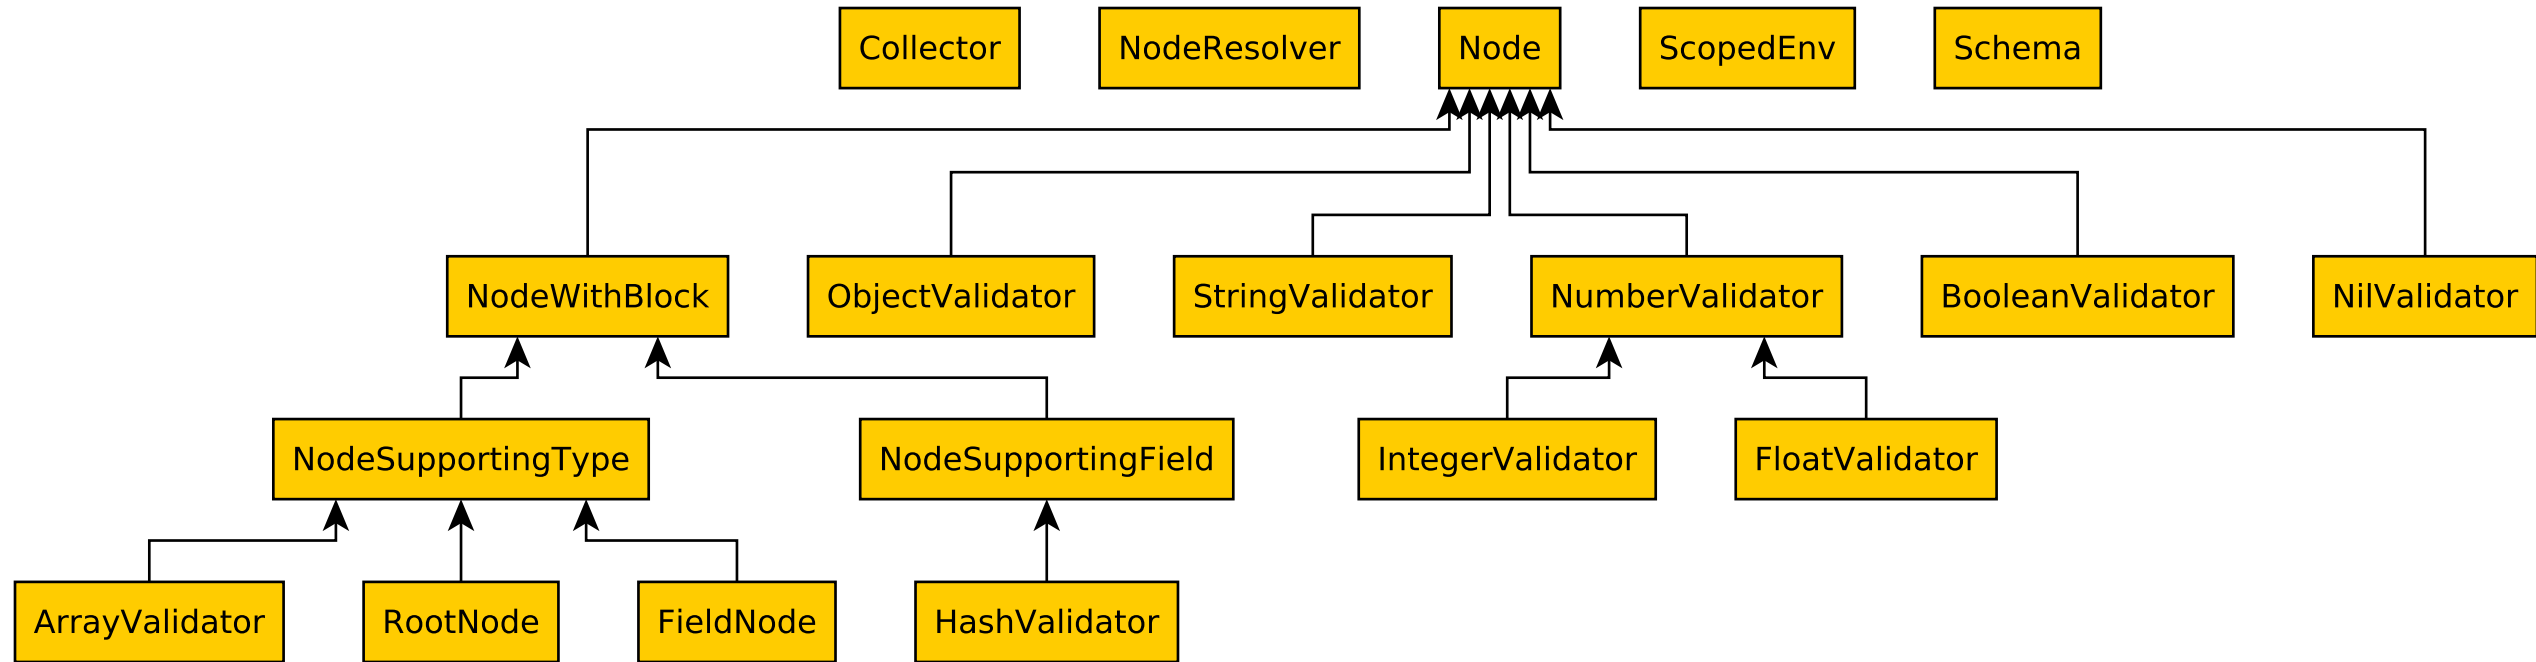 Collector
NodeResolver
Node
ScopedEnv
Schema
NodeWithBlock
ObjectValidator
StringValidator
NumberValidator
BooleanValidator
NilValidator
NodeSupportingType
NodeSupportingField
IntegerValidator
FloatValidator
ArrayValidator
RootNode
FieldNode
HashValidator